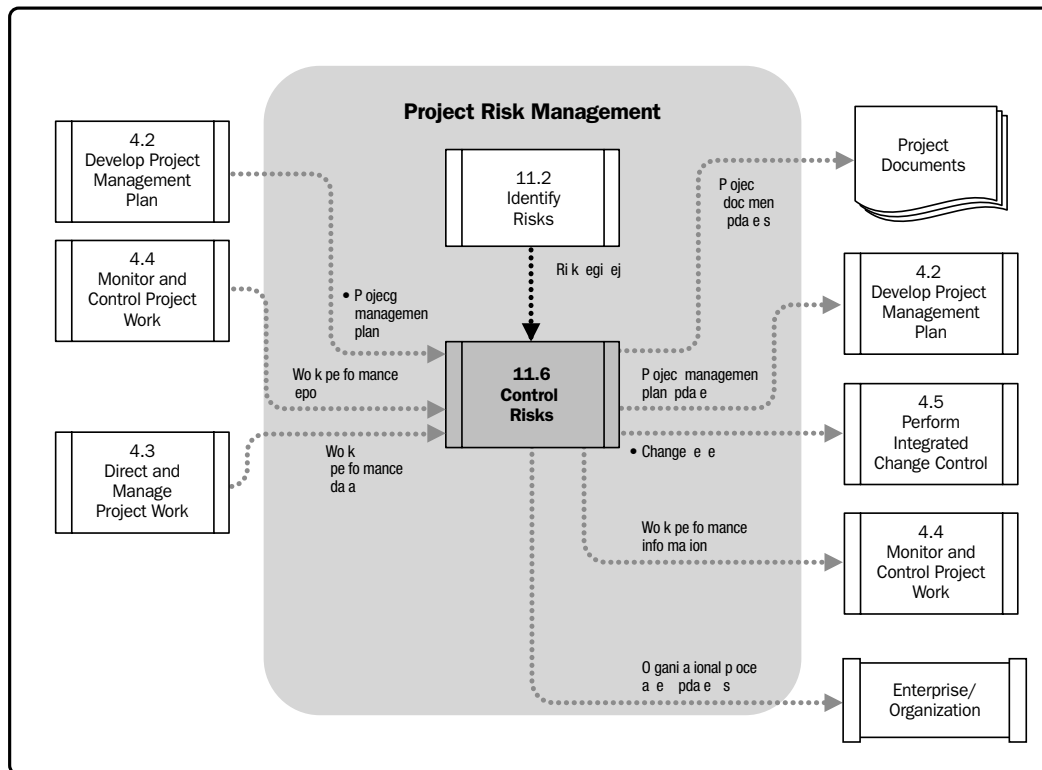 Project Risk Management
4.2
Develop Project
Management
Plan
4.4
Monitor and
Control Project
Work
4.3
Direct and
Manage
Project Work
11.2
Identify
Risks
Ri k egi ej
• P ojecg
managemen
plan
Wo k pe fo mance
epo
Wo k
pe fo mance
da a
11.6
Control
Risks
P ojec
doc men
pda e s
P ojec managemen
plan pda e
• Change e e
Wo k pe fo mance
info ma ion
O gani a ional p oce
a e pda e s
Project
Documents
4.2
Develop Project
Management
Plan
4.5
Perform
Integrated
Change Control
4.4
Monitor and
Control Project
Work
Enterprise/
Organization